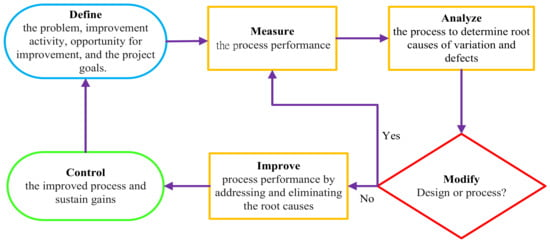 Define
the problem, improvement
activity, opportunity for
improvement, and the project
goals.
Measure
the process performance
Analyze
the process to determine root
causes of variation and
defects
Yes
Control
the improved process and
sustain gains
Improve
process performance by
addressing and eliminating
the root causes
No
Modify
Design or process?